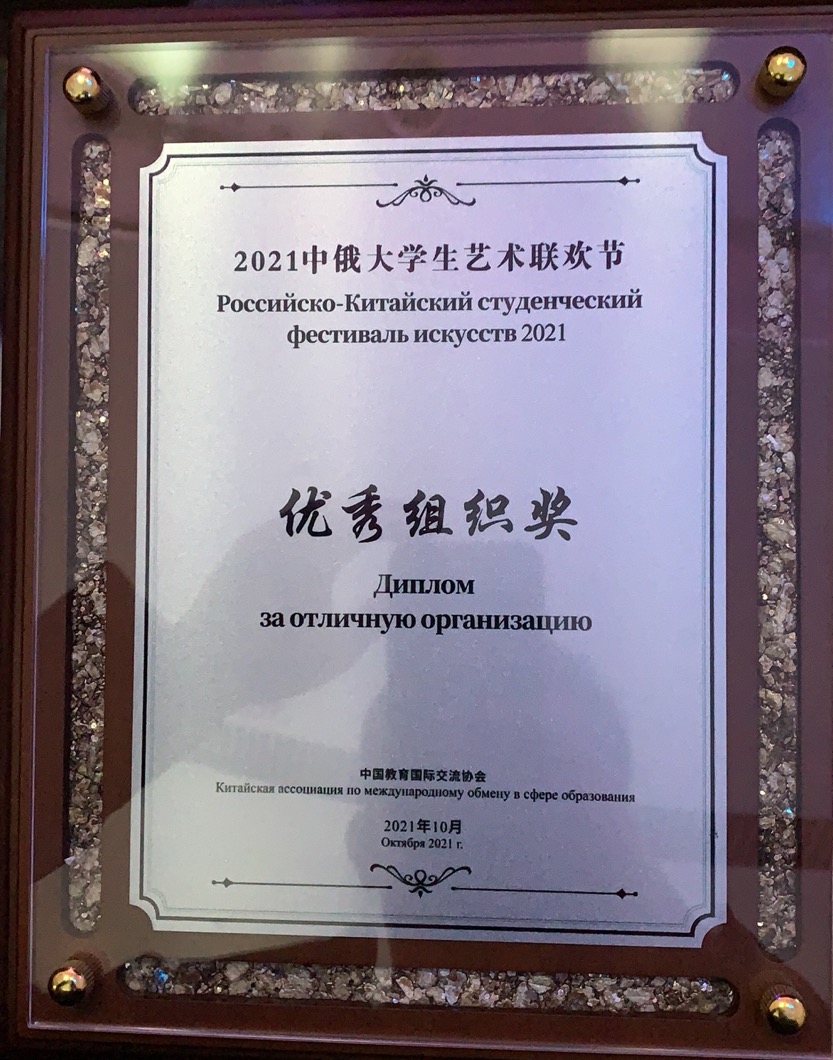 2021中俄大学生艺术联欢节
Российско-Китайский студенческий
фестиваль искусств 2021
优秀组织奖
Диплом
за отличную организацию
中国教育国际交流协会
Китайская ассоциация по международному обмену в сфере образования
2021年10月
Октября 2021 г.